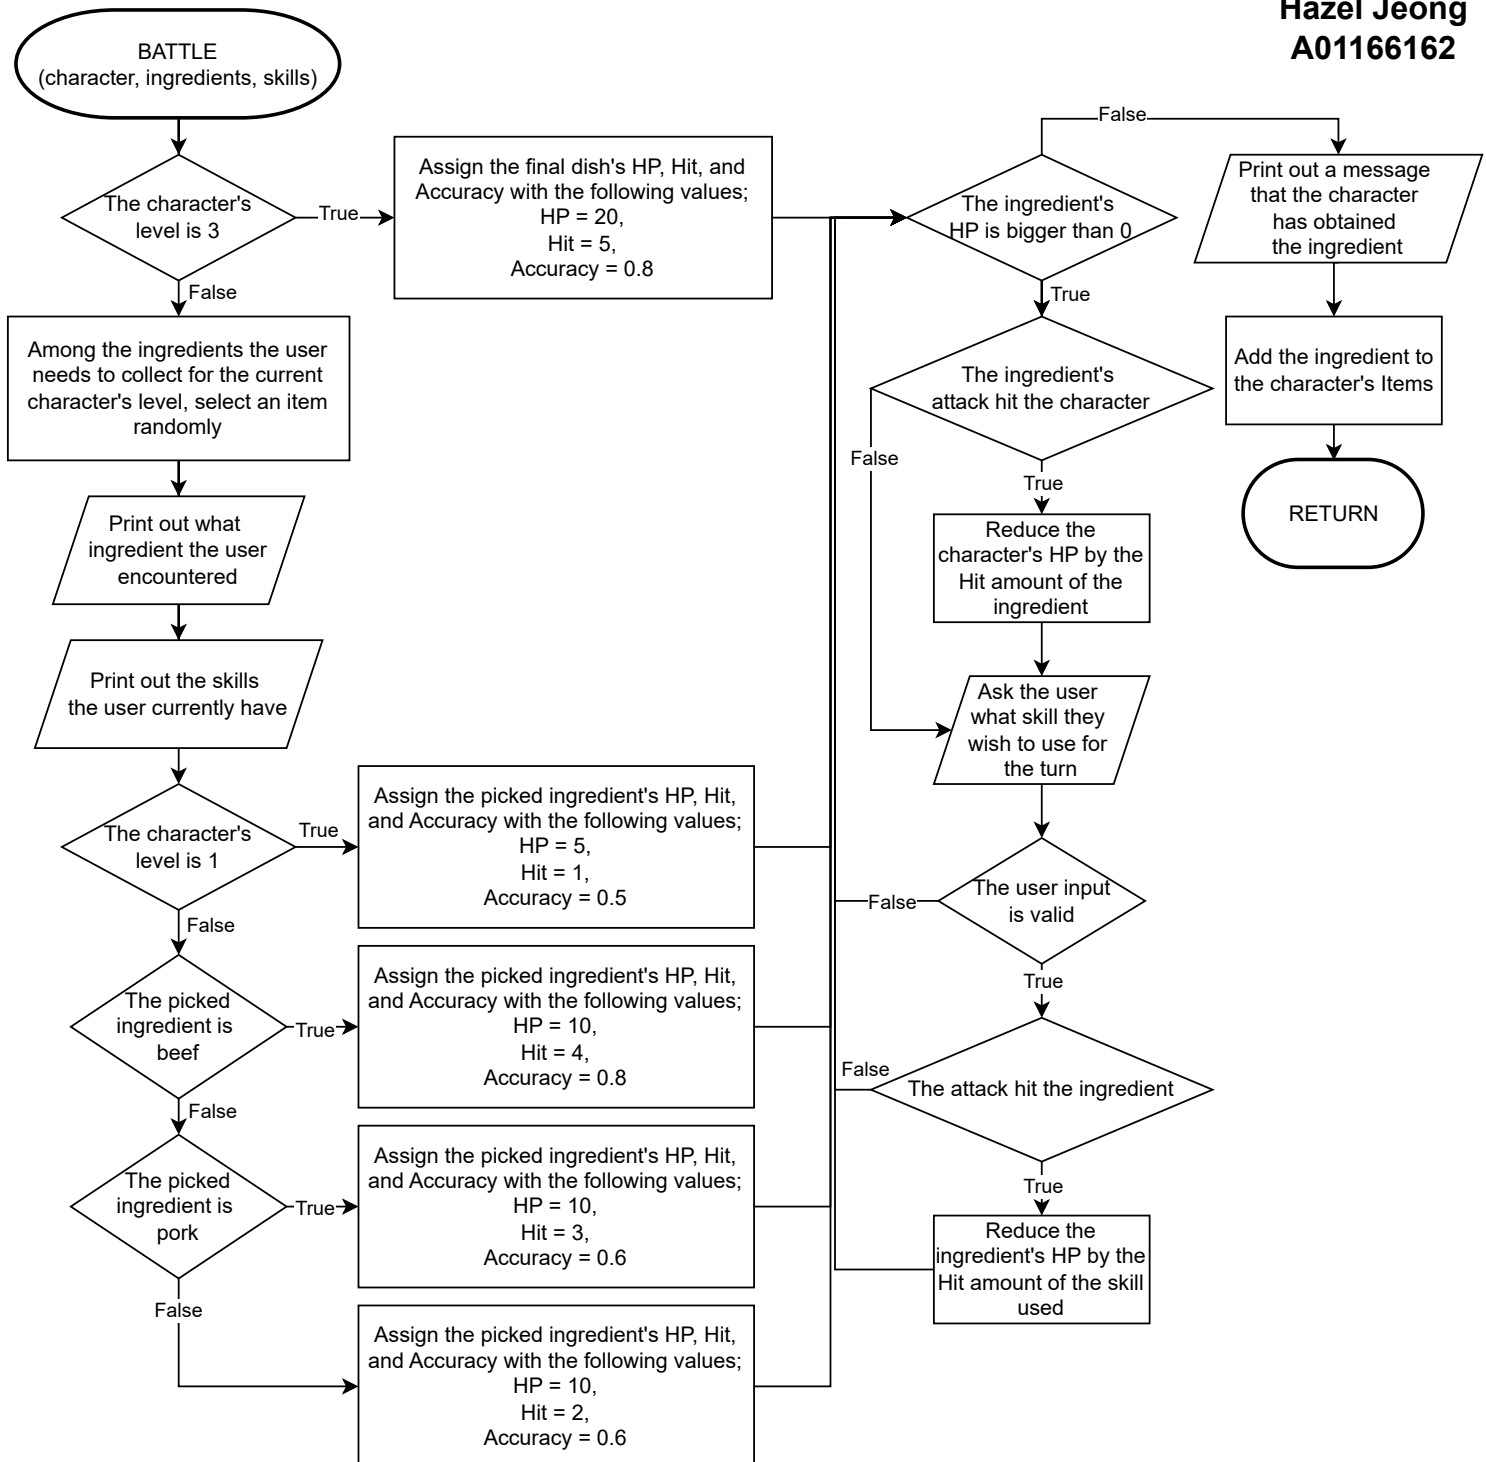 Hazel Jeong
A01166162
BATTLE
(character, ingredients, skills)
The character's
level is 3
True
False
Assign the final dish's HP, Hit, and
Accuracy with the following values;
HP = 20,
Hit = 5,
Accuracy = 0.8
Among the ingredients the user
needs to collect for the current
character's level, select an item
randomly
Print out what
ingredient the user
encountered
Print out the skills
the user currently have
The character's
level is 1
True
False
Assign the picked ingredient's HP, Hit,
and Accuracy with the following values;
HP = 5,
Hit = 1,
Accuracy = 0.5
The picked
ingredient is
beef
True
False
Assign the picked ingredient's HP, Hit,
and Accuracy with the following values;
HP = 10,
Hit = 4,
Accuracy = 0.8
The picked
ingredient is
pork
True
False
Assign the picked ingredient's HP, Hit,
and Accuracy with the following values;
HP = 10,
Hit = 3,
Accuracy = 0.6
Assign the picked ingredient's HP, Hit,
and Accuracy with the following values;
HP = 10,
Hit = 2,
Accuracy = 0.6
The ingredient's
HP is bigger than 0
False
True
Print out a message
that the character
has obtained
the ingredient
Add the ingredient to
the character's Items
RETURN
The ingredient's
attack hit the character
False
True
Reduce the
character's HP by the
Hit amount of the
ingredient
Ask the user
what skill they
wish to use for
the turn
The user input
is valid
False
True
The attack hit the ingredient
False
True
Reduce the
ingredient's HP by the
Hit amount of the skill
used